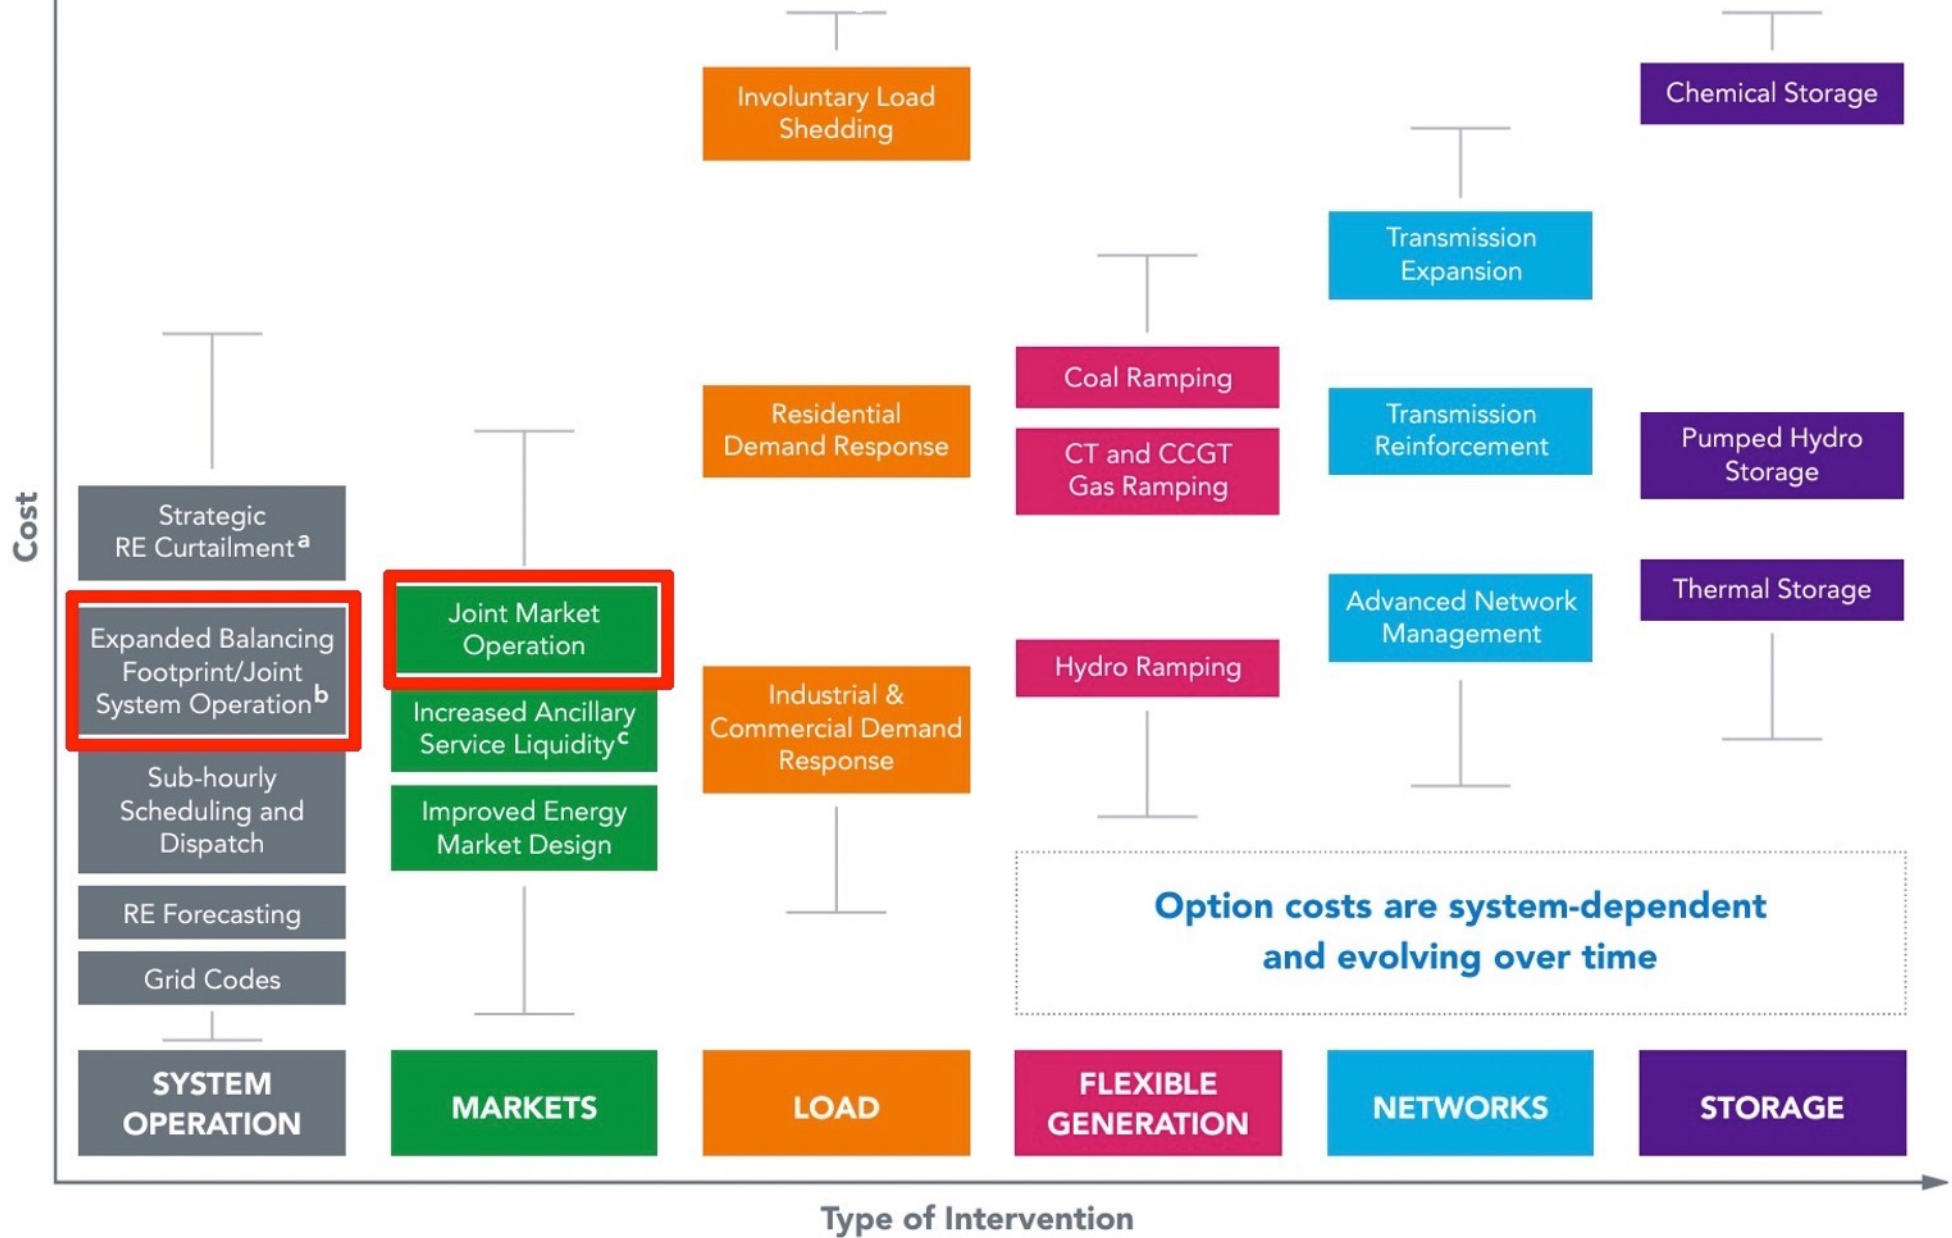 Cost
Strategic
RE Curtailment a
Expanded Balancing
Footprint/Joint
System Operation b
Sub-hourly
Scheduling and
Dispatch
RE Forecasting
Grid Codes
SYSTEM
OPERATION
Joint Market
Operation
Increased Ancillary
Service Liquidity c
Improved Energy
Market Design
MARKETS
Involuntary Load
Shedding
Residential
Demand Response
Industrial &
Commercial Demand
Response
LOAD
Coal Ramping
CT and CCGT
Gas Ramping
Hydro Ramping
FLEXIBLE
GENERATION
Transmission
Expansion
Transmission
Reinforcement
Advanced Network
Management
NETWORKS
Chemical Storage
Pumped Hydro
Storage
Thermal Storage
STORAGE
Option costs are system-dependent
and evolving over time
Type of Intervention